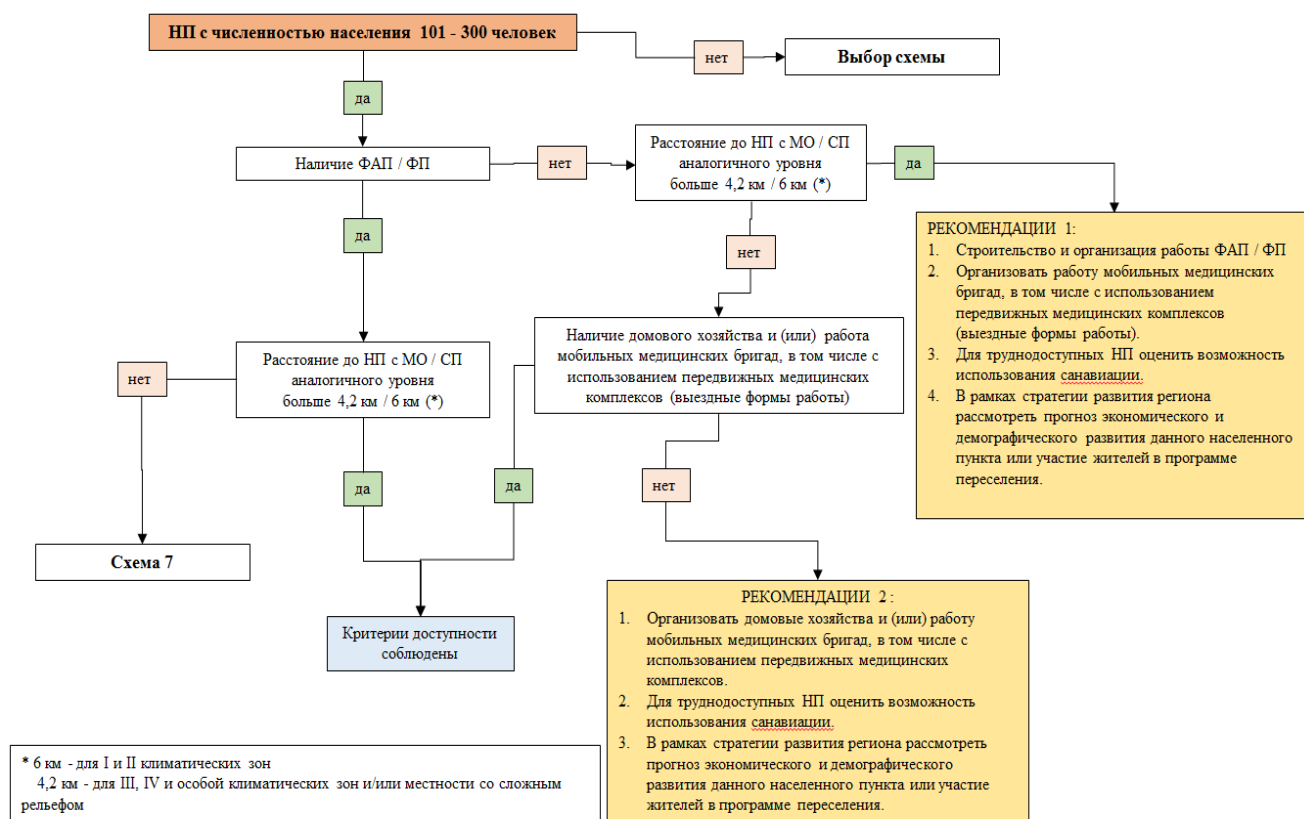 НП с численностью населения 101 - 300 человек
нет
Выбор схемы
да
Наличие ФАП / ФП
нет
Расстояние до НП с МО / СП
аналогичного уровня
больше 4,2 км / 6 км (*)
да
да
нет
РЕКОМЕНДАЦИИ 1:
1. Строительство и организация работы ФАП / ФП
2. Организовать работу мобильных медицинских
бригад, в том числе с использованием
передвижных медицинских комплексов
(выездные формы работы).
3. Для труднодоступных НП оценить возможность
использования санавиации.
4. В рамках стратегии развития региона
рассмотреть прогноз экономического и
демографического развития данного населенного
пункта или участие жителей в программе
переселения.
Расстояние до НП с МО / СП
аналогичного уровня
больше 4,2 км / 6 км (*)
Наличие домового хозяйства и (или) работа
мобильных медицинских бригад, в том числе с
использованием передвижных медицинских
комплексов (выездные формы работы)
нет
да
да
нет
Схема 7
Критерии доступности
соблюдены
РЕКОМЕНДАЦИИ 2 :
1. Организовать домовые хозяйства и (или) работу
мобильных медицинских бригад, в том числе с
использованием передвижных медицинских
комплексов.
2. Для труднодоступных НП оценить возможность
использования санавиации.
3. В рамках стратегии развития региона рассмотреть
прогноз экономического и демографического
развития данного населенного пункта или участие
жителей в программе переселения.
* 6 км - для I и II климатических зон
4,2 км - для III, IV и особой климатических зон и/или местности со сложным
рельефом